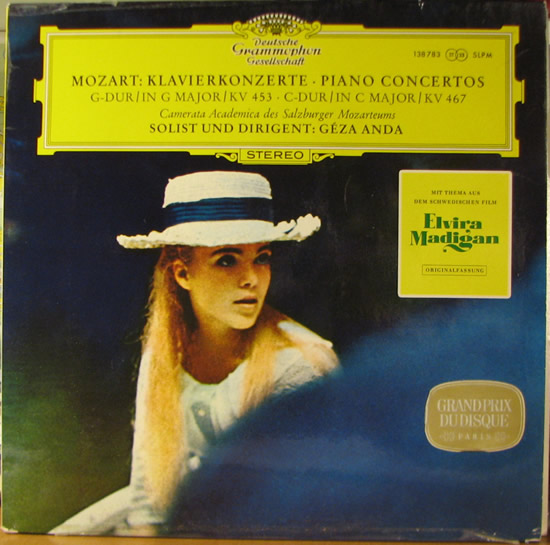 Deutsche
Grammophon
Gesellschaft
138 783 SLPM
MOZART: KLAVIERKONZERTE · PIANO CONCERTOS
G-DUR/IN G MAJOR/KV 453 · C-DUR/IN C MAJOR/KV 467
Camerata Academica des Salzburger Mozarteums
SOLIST UND DIRIGENT: GÉZA ANDA
STEREO
MIT THEMA AUS
DEM SCHWEDISCHEN FILM
Elvira
Madigan
ORIGINALFASSUNG
GRAND PRIX
DU DISQUE
PARIS